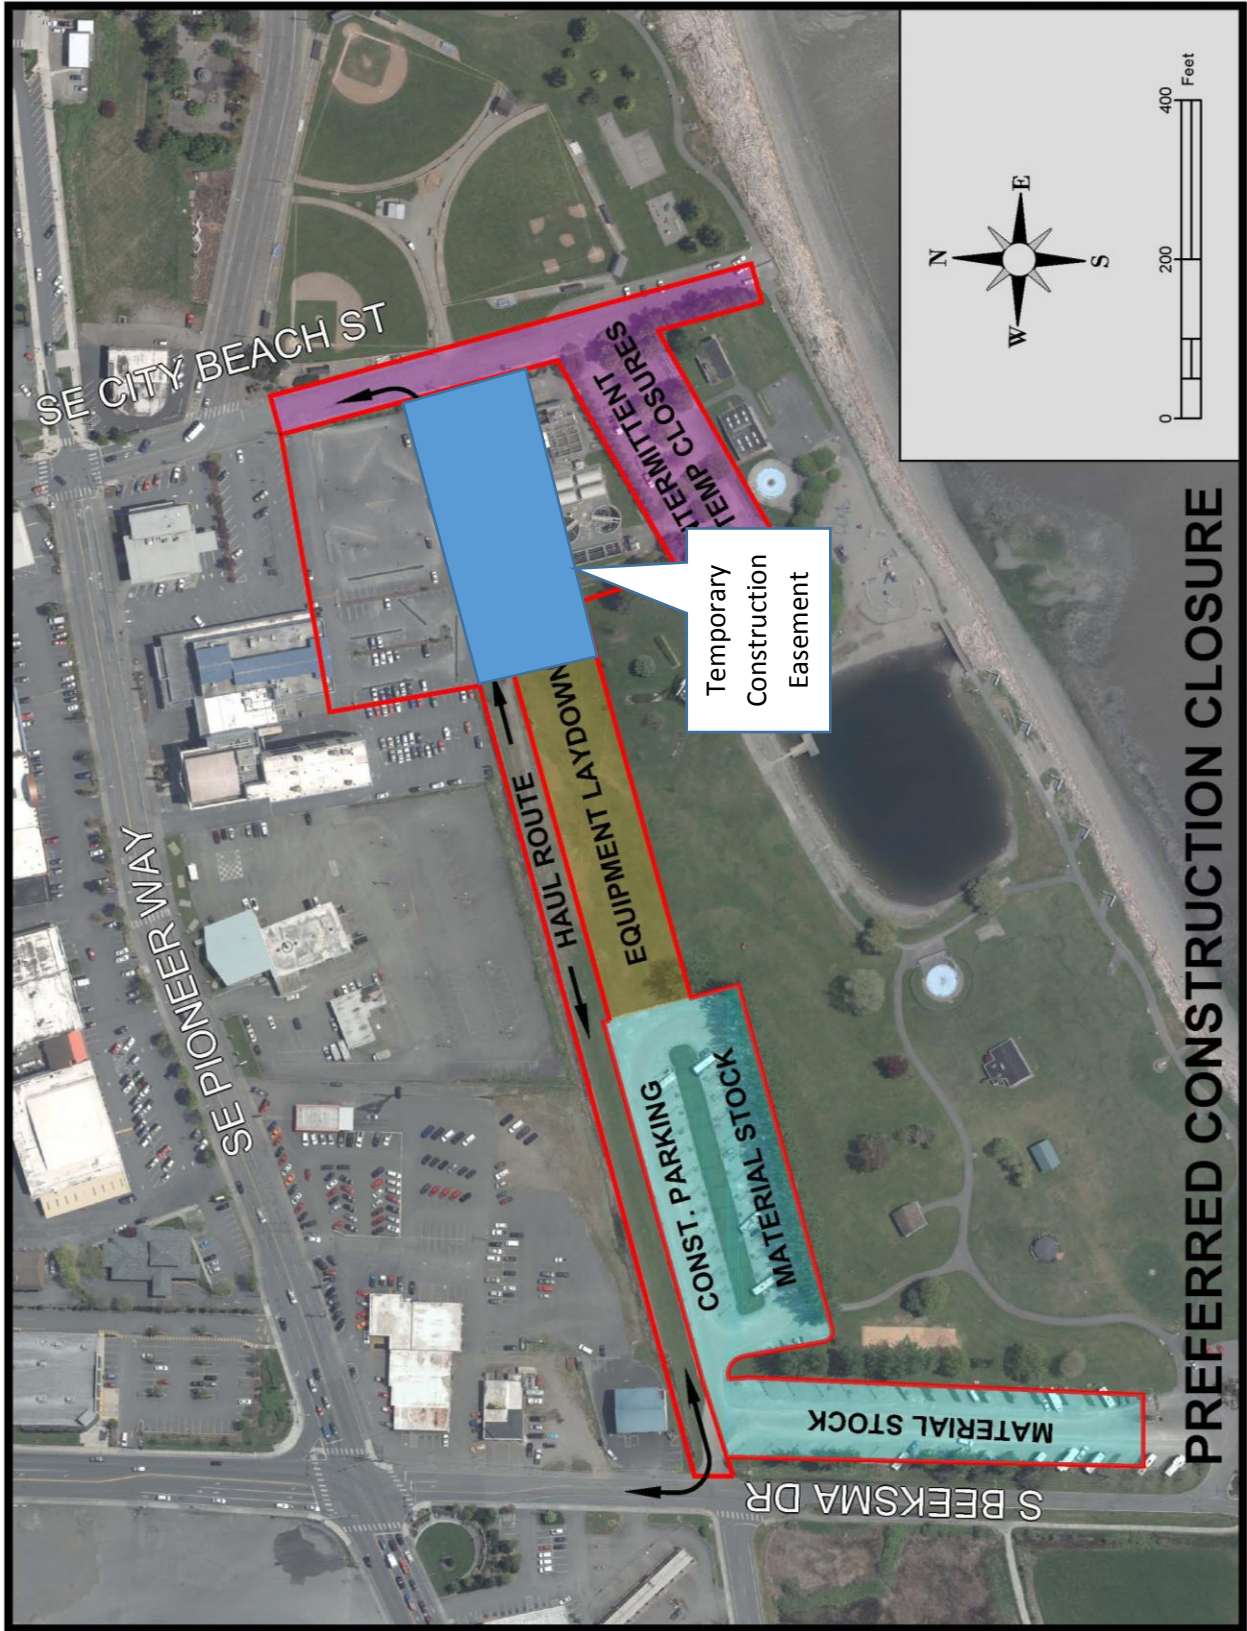 SE CITY BEACH ST
SE PIONEER WAY
S BEEKSMA DR
HAUL ROUTE
EQUIPMENT LAYDOWN
CONST. PARKING
MATERIAL STOCK
MATERIAL STOCK
TEMP CLOSURES
Temporary
Construction
Easement
N
E
S
W
0
200
400
Feet
PREFERRED CONSTRUCTION CLOSURE